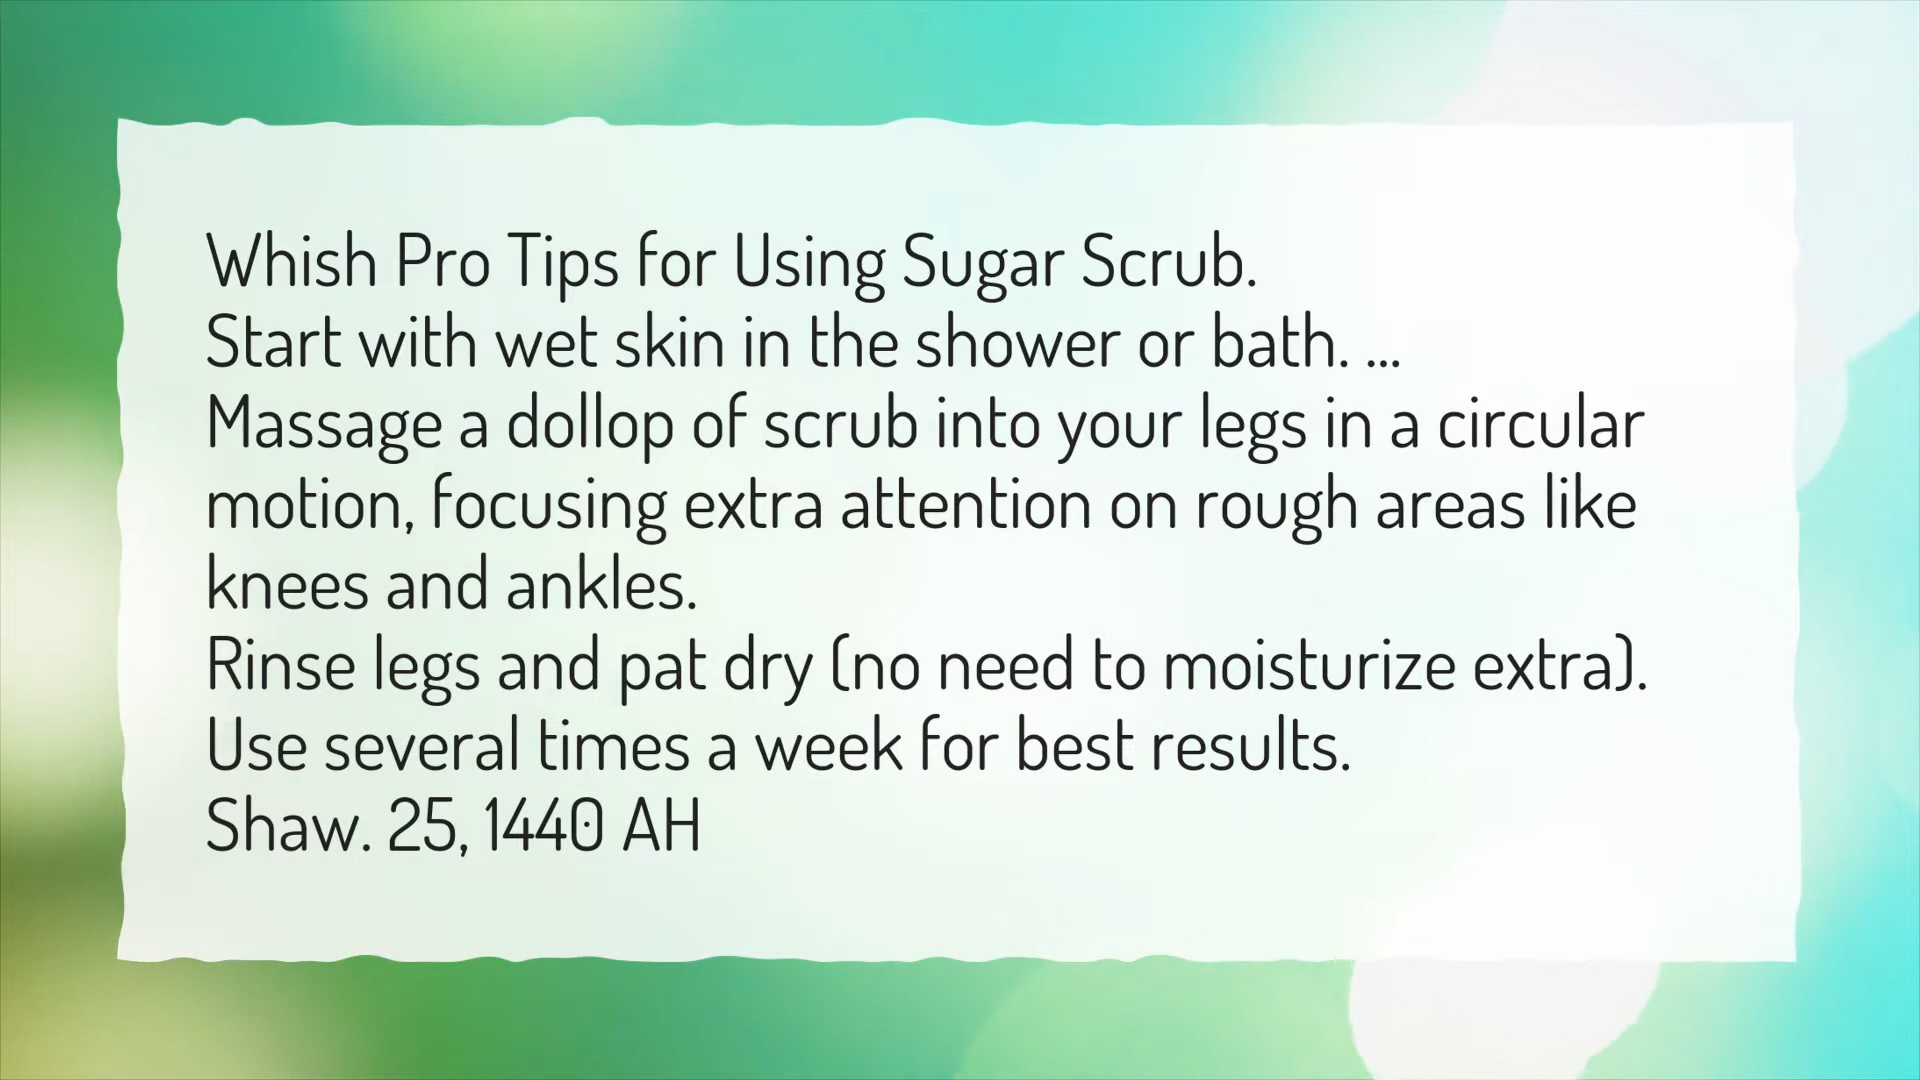 Whish Pro Tips for Using Sugar Scrub.
Start with wet skin in the shower or bath. ...
Massage a dollop of scrub into your legs in a circular
motion, focusing extra attention on rough areas like
knees and ankles.
Rinse legs and pat dry (no need to moisturize extra).
Use several times a week for best results.
Shaw. 25, 1440 AH